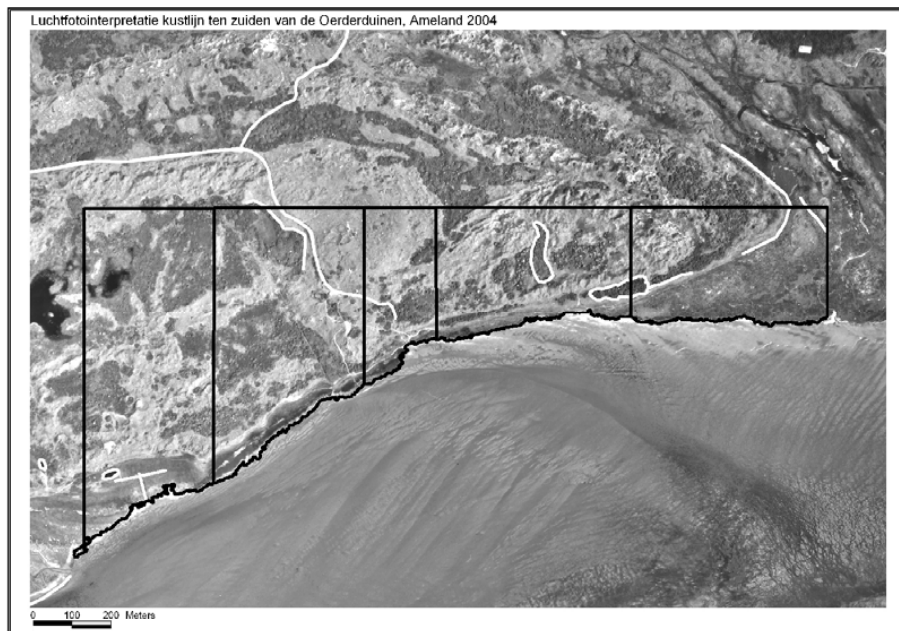 Luchtfotointerpretatie kustlijn ten zuiden van de Oerderduinen, Ameland 2004
0 100 200 Meters